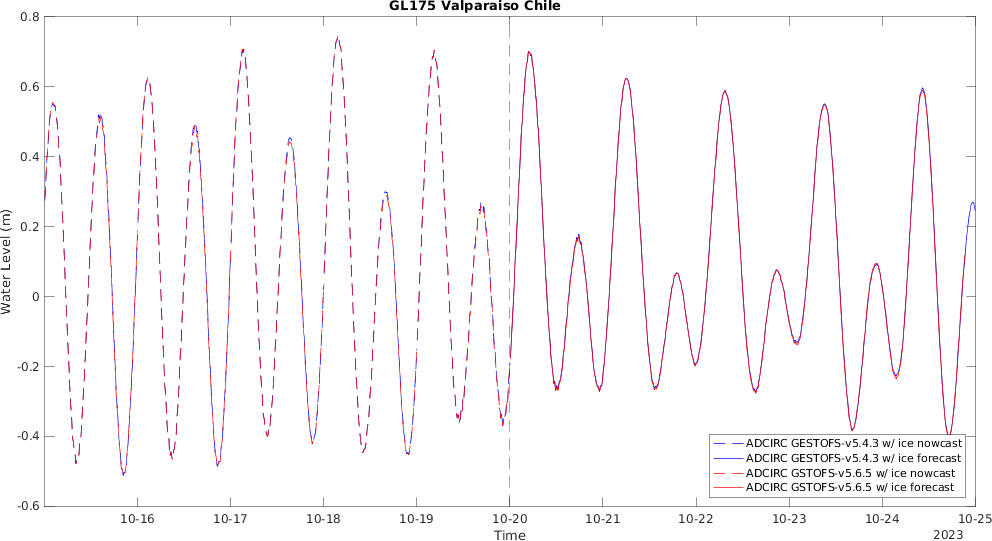 GL175 Valparaiso Chile
0.8
0.6
0.4
0.2
0
-0.2
-0.4
-0.6
Water Level (m)
10-16
10-17
10-18
10-19
10-20
10-21
10-22
10-23
10-24
10-25
Time
2023
ADCIRC GESTOFS-v5.4.3 w/ ice nowcast
ADCIRC GESTOFS-v5.4.3 w/ ice forecast
ADCIRC GSTOFS-v5.6.5 w/ ice nowcast
ADCIRC GSTOFS-v5.6.5 w/ ice forecast